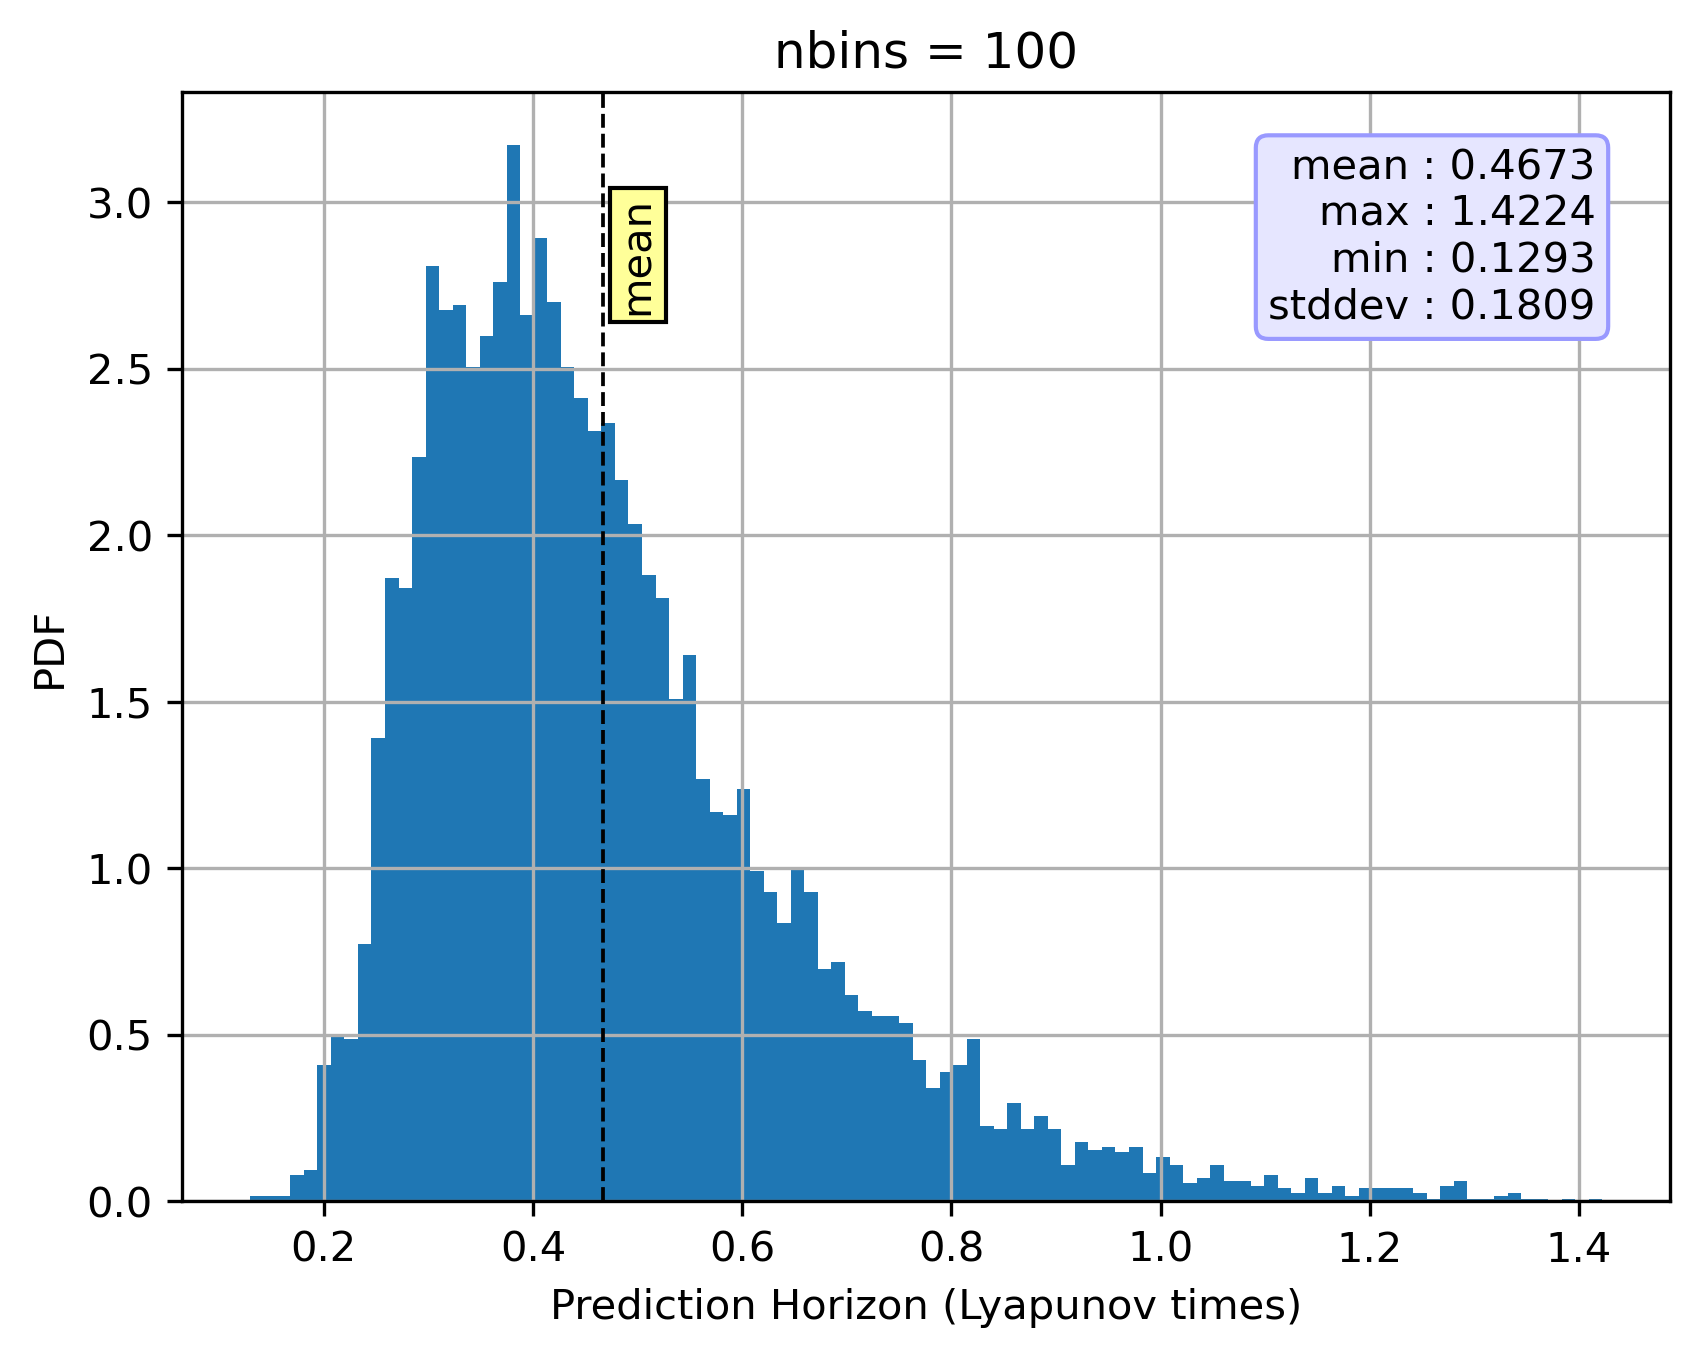 nbins = 100
mean : 0.4673
max : 1.4224
min : 0.1293
stddev : 0.1809
mean
PDF
3.0
2.5
2.0
1.5
1.0
0.5
0.0
0.2 0.4 0.6 0.8 1.0 1.2 1.4
Prediction Horizon (Lyapunov times)